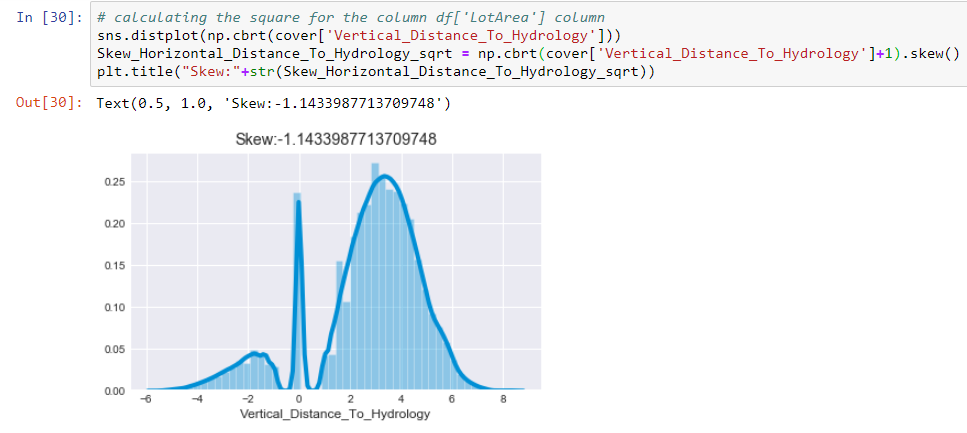 In [30]: # calculating the square for the column df['LotArea'] column
sns.distplot(np.cbrt(cover['Vertical_Distance_To_Hydrology']))
Skew_Horizontal_Distance_To_Hydrology_sqrt = np.cbrt(cover['Vertical_Distance_To_Hydrology']+1).skew()
plt.title("Skew:"+str(Skew_Horizontal_Distance_To_Hydrology_sqrt))
Out[30]: Text(0.5, 1.0, 'Skew:-1.1433987713709748')
Skew:-1.1433987713709748
0.25
0.20
0.15
0.10
0.05
0.00
−6 −4 −2 0 2 4 6 8
Vertical_Distance_To_Hydrology